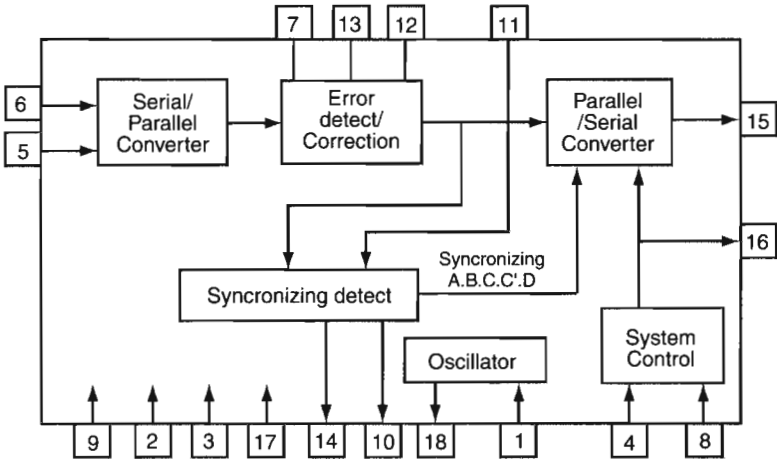 7
13
12
11
6
5
Serial/
Parallel
Converter
Error
detect/
Correction
Parallel
/Serial
Converter
15
16
Syncronizing
A.B.C.C'.D
Syncronizing detect
Oscillator
System
Control
9
2
3
17
14
10
18
1
4
8